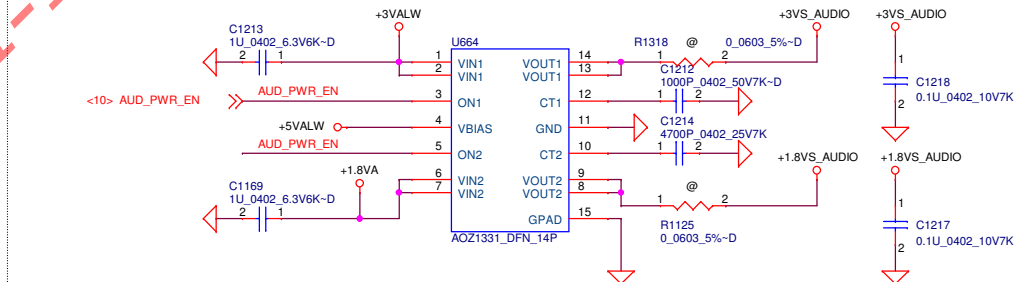 +3VALW
+3VS_AUDIO
+3VS_AUDIO
C1213
1U_0402_6.3V6K~D
2
1
U664
R1318
@
0_0603_5%~D
1
2
1
VIN1
VOUT1
14
2
VIN1
VOUT1
13
C1212
1000P_0402_50V7K~D
1
C1218
0.1U_0402_10V7K
2
<10> AUD_PWR_EN
AUD_PWR_EN
3
ON1
CT1
12
1
2
+5VALW
4
VBIAS
GND
11
C1214
4700P_0402_25V7K
AUD_PWR_EN
5
ON2
CT2
10
1
2
+1.8VS_AUDIO
+1.8VS_AUDIO
+1.8VA
C1169
1U_0402_6.3V6K~D
2
1
6
VIN2
VOUT2
9
7
VIN2
VOUT2
8
@
1
2
R1125
0_0603_5%~D
GPAD
15
AOZ1331_DFN_14P
1
C1217
0.1U_0402_10V7K
2